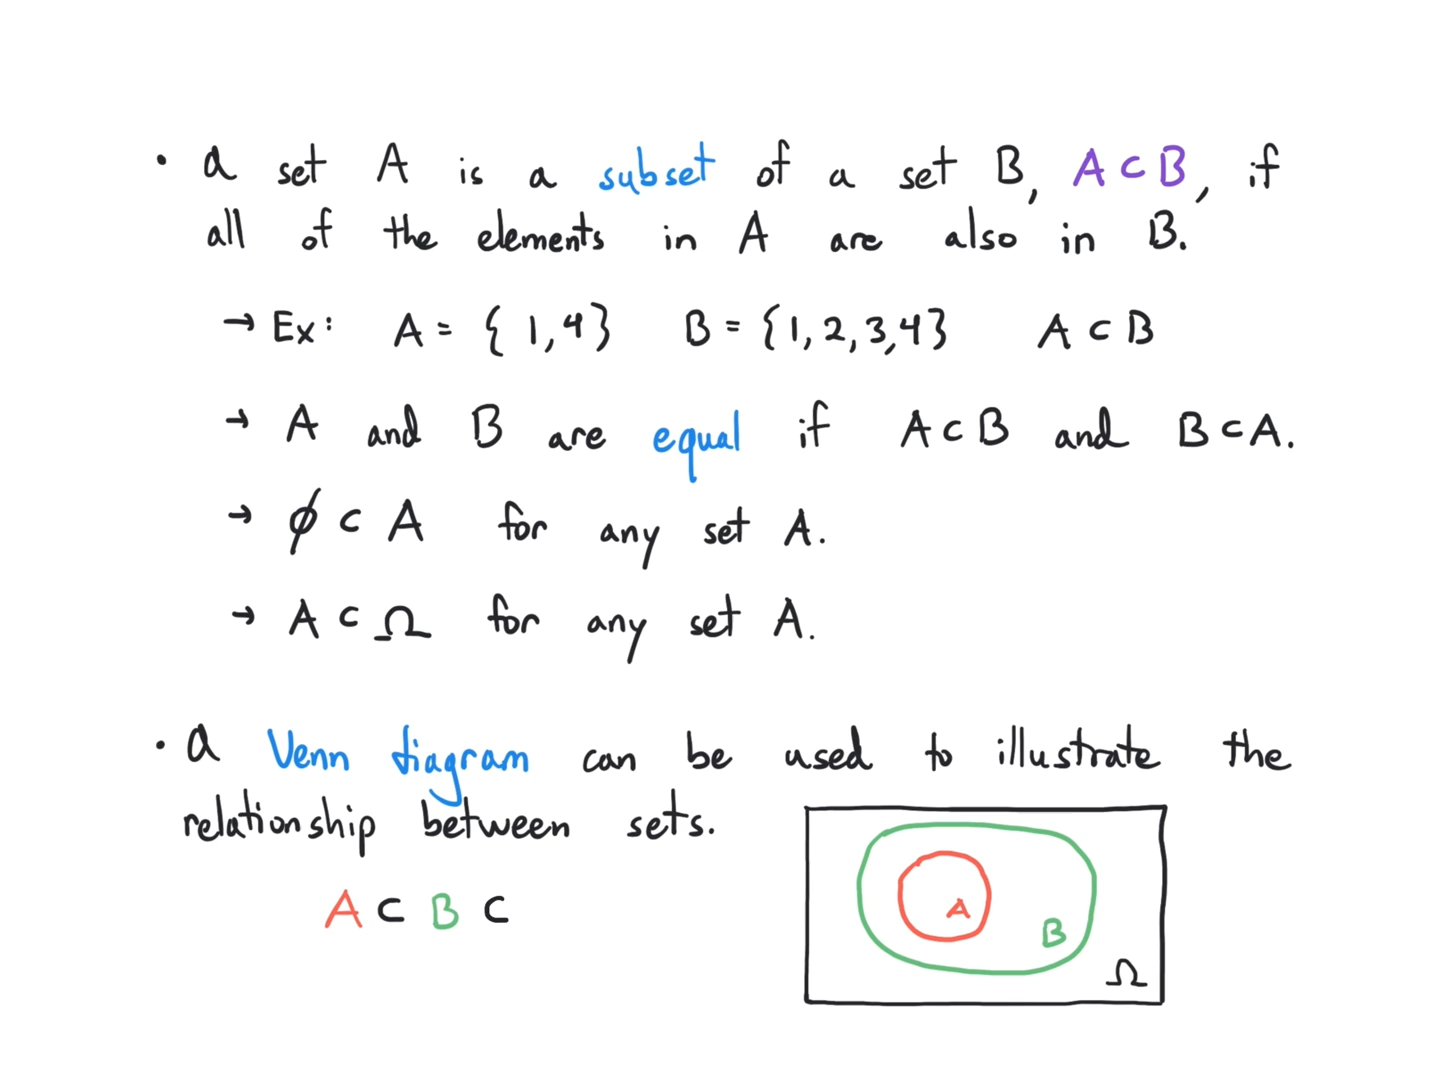 • a set A is a subset of a set B, A ⊂ B, if
all of the elements in A are also in B.
→ Ex: A = { 1, 4 } B = { 1, 2, 3, 4 } A ⊂ B
→ A and B are equal if A ⊂ B and B ⊂ A.
→ ∅ ⊂ A for any set A.
→ A ⊂ Ω for any set A.
• a Venn diagram can be used to illustrate the
relationship between sets.
A ⊂ B ⊂
A
B
Ω